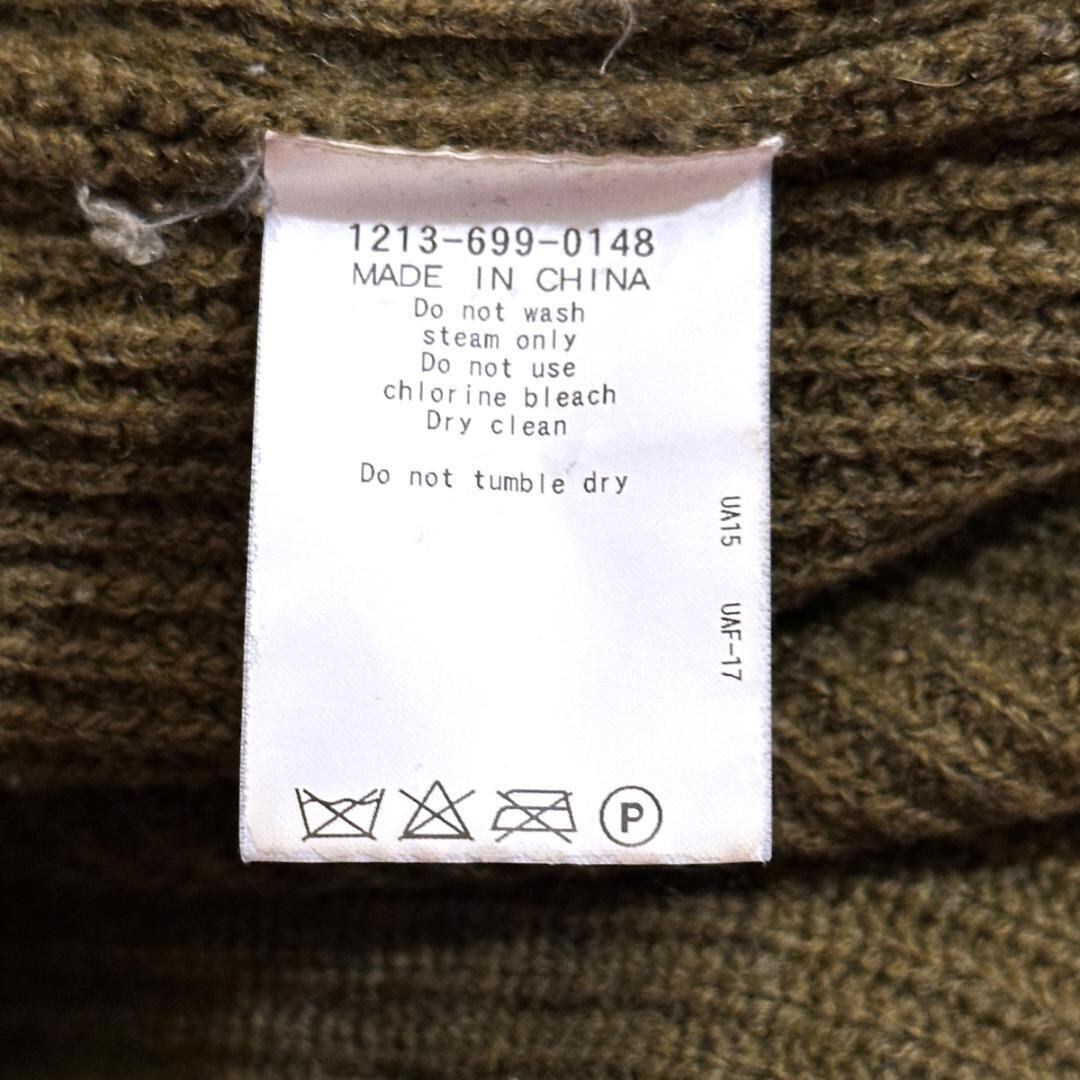 1213-699-0148
MADE IN CHINA
Do not wash
steam only
Do not use
chlorine bleach
Dry clean
Do not tumble dry
UA15 UAF-17
P